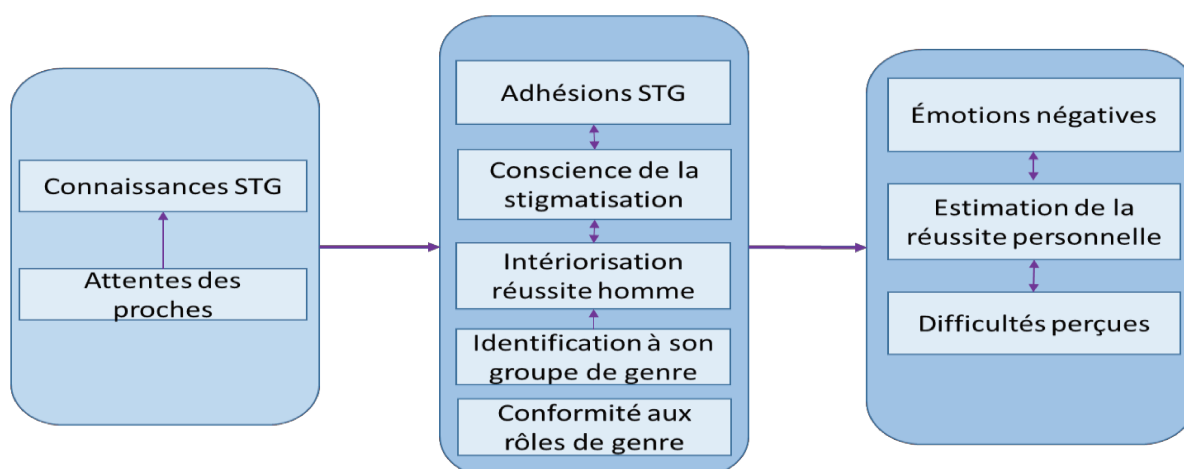 Connaissances STG
Attentes des
proches
Adhésions STG
Conscience de la
stigmatisation
Intériorisation
réussite homme
Identification à son
groupe de genre
Conformité aux
rôles de genre
Émotions négatives
Estimation de la
réussite personnelle
Difficultés perçues